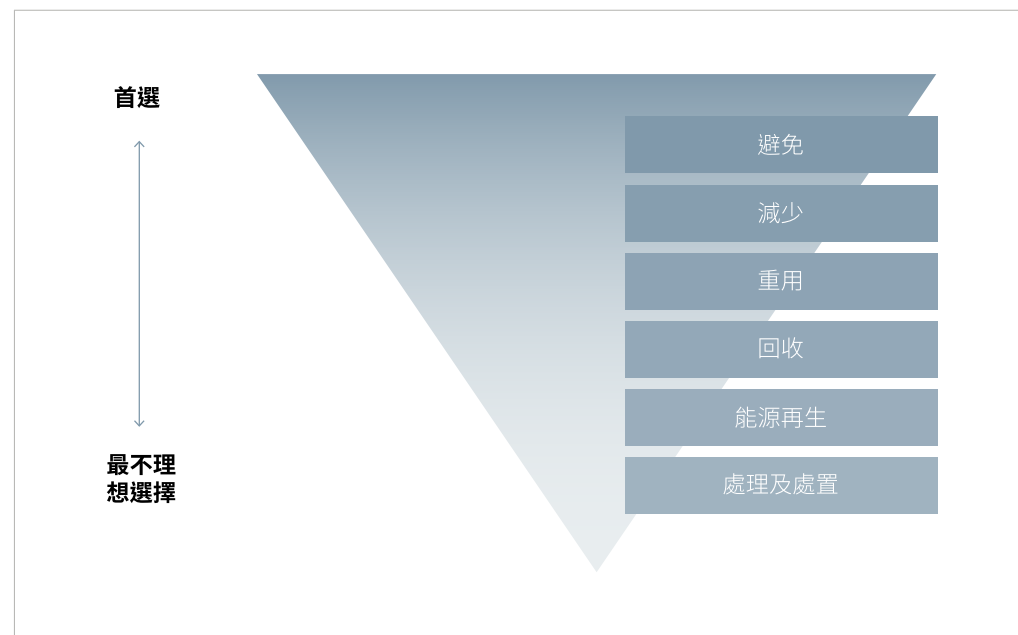 首選
避免
減少
重用
回收
能源再生
最不理
想選擇
處理及處置